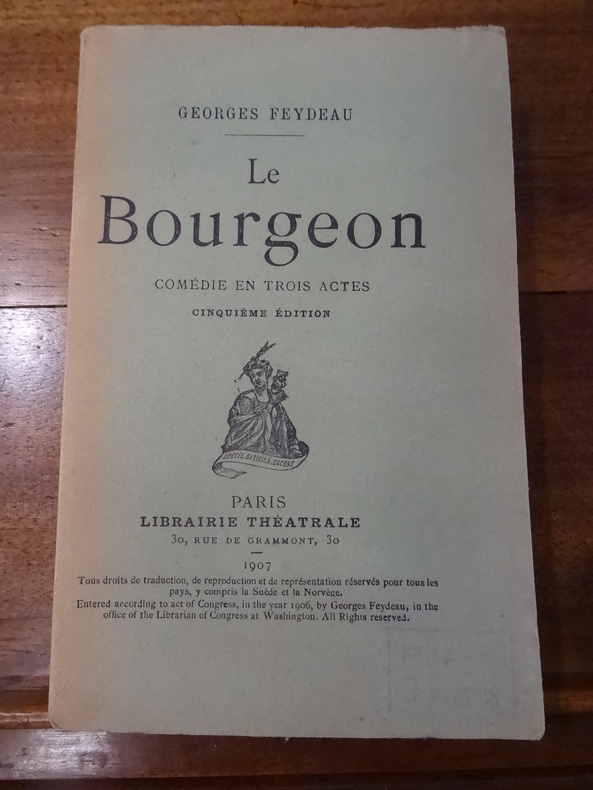 GEORGES FEYDEAU
Le
Bourgeon
COMÉDIE EN TROIS ACTES
CINQUIÈME ÉDITION
PARIS
LIBRAIRIE THÉATRALE
30, RUE DE GRAMMONT, 30
1907
Tous droits de traduction, de reproduction et de représentation réservés pour tous les
pays, y compris la Suède et la Norvège.
Entered according to act of Congress, in the year 1906, by Georges Feydeau, in the
office of the Librarian of Congress at Washington. All Rights reserved.